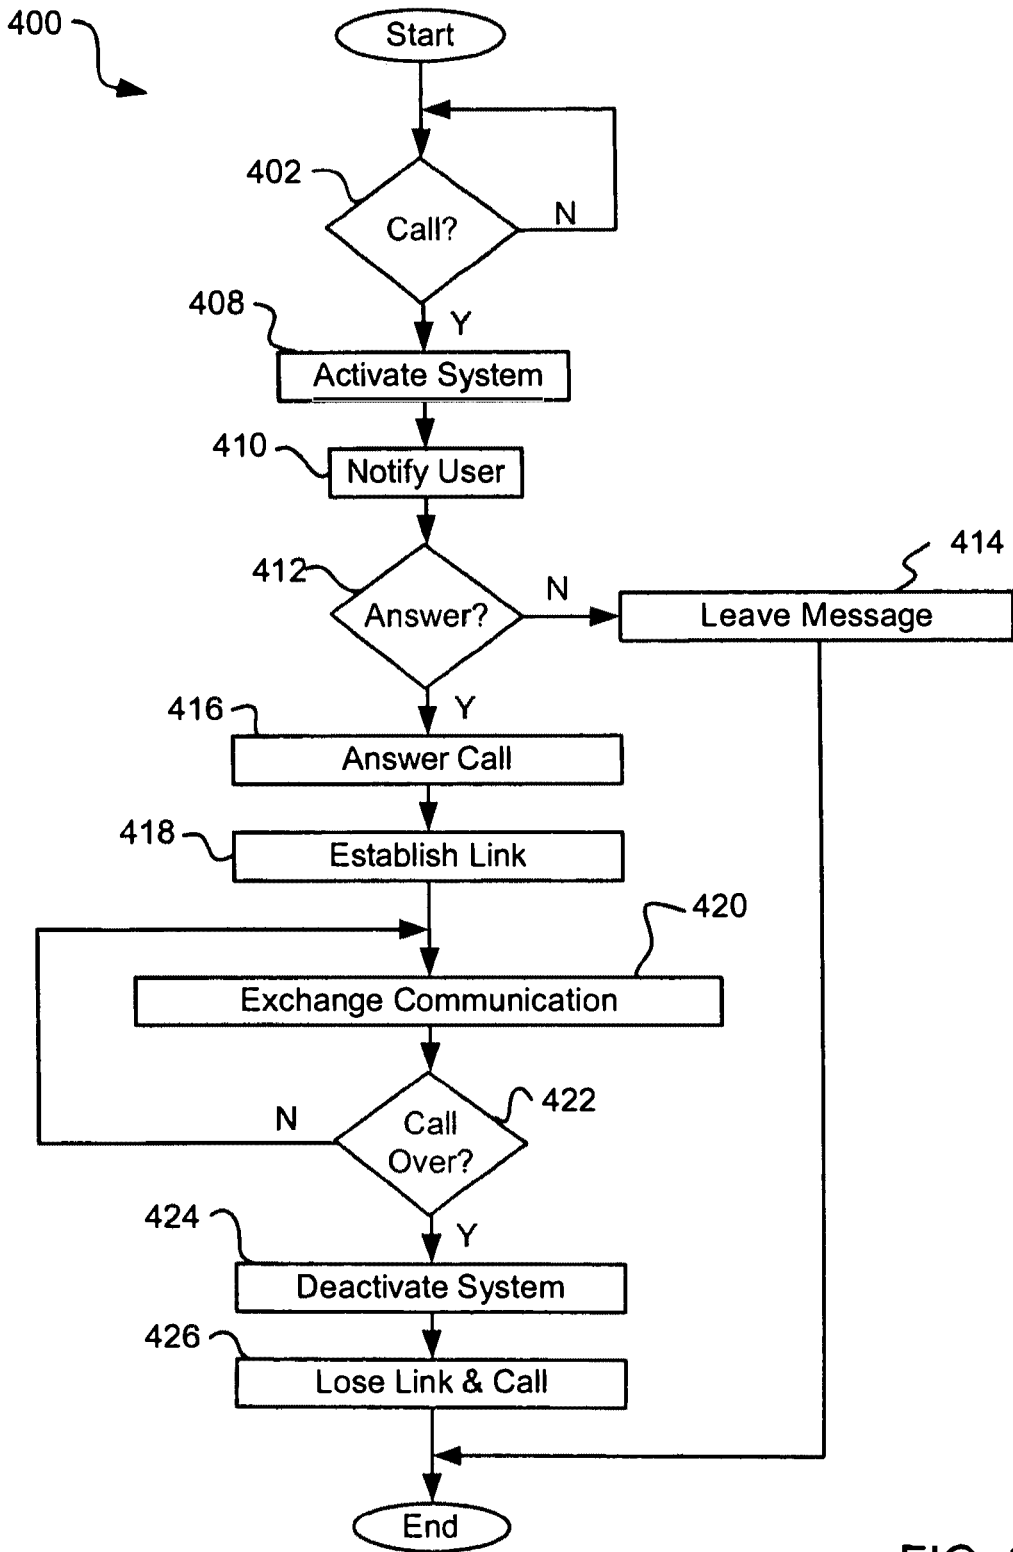 400
Start
402
Call?
N
408
Y
Activate System
410
Notify User
412
Answer?
N
414
Leave Message
416
Y
Answer Call
418
Establish Link
420
Exchange Communication
422
Call
Over?
N
424
Y
Deactivate System
426
Lose Link & Call
End
FIG.